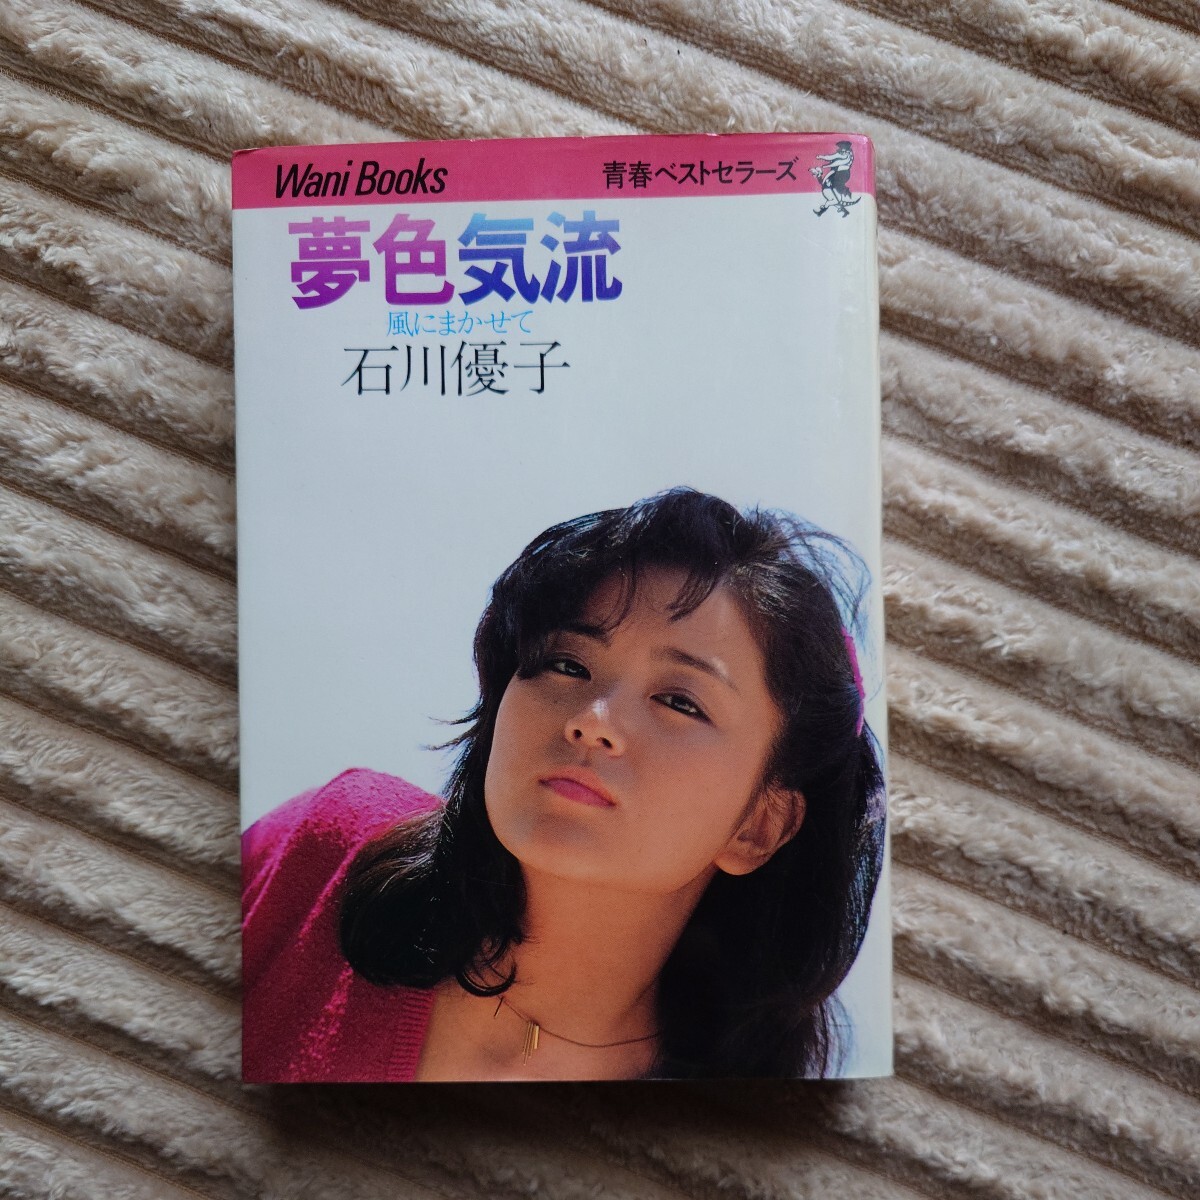 Wani Books
青春ベストセラーズ
夢色気流
風にまかせて
石川優子